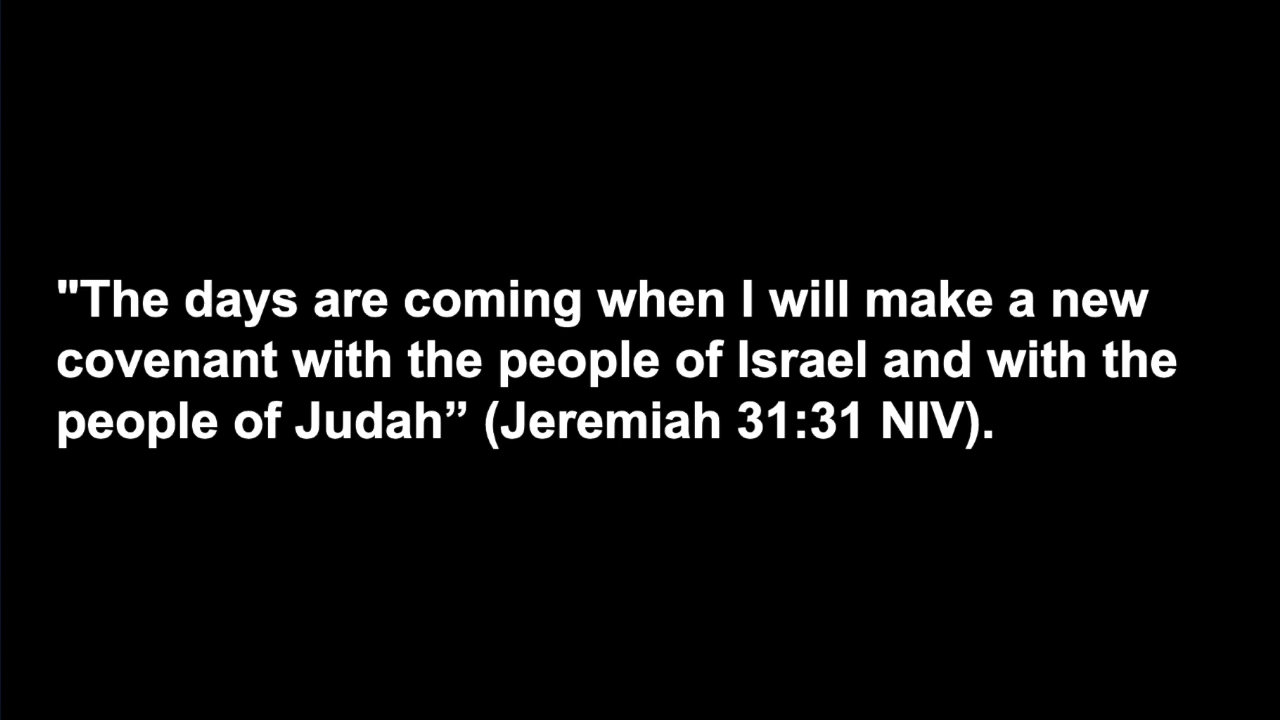 "The days are coming when I will make a new
covenant with the people of Israel and with the
people of Judah” (Jeremiah 31:31 NIV).